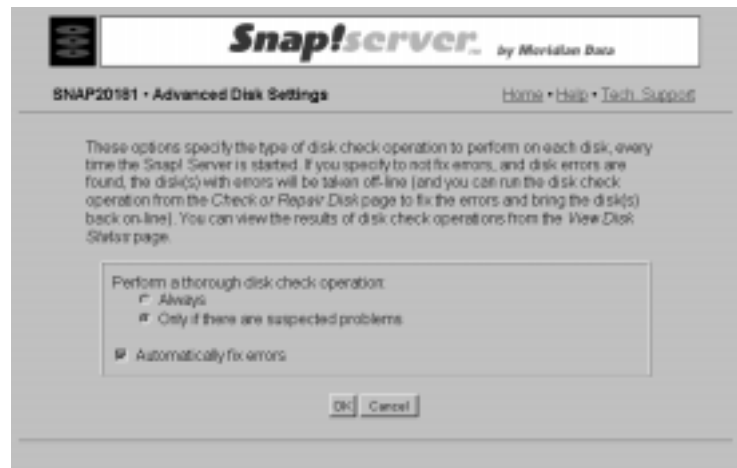 Snap!server™ by Meridian Data
SNAP20181 • Advanced Disk Settings
Home • Help • Tech Support
These options specify the type of disk check operation to perform on each disk, every
time the Snap! Server is started. If you specify to not fix errors, and disk errors are
found, the disk(s) with errors will be taken off-line (and you can run the disk check
operation from the Check or Repair Disk page to fix the errors and bring the disk(s)
back on-line). You can view the results of disk check operations from the View Disk
Status page.
Perform a thorough disk check operation:
Always
Only if there are suspected problems
Automatically fix errors
OK Cancel